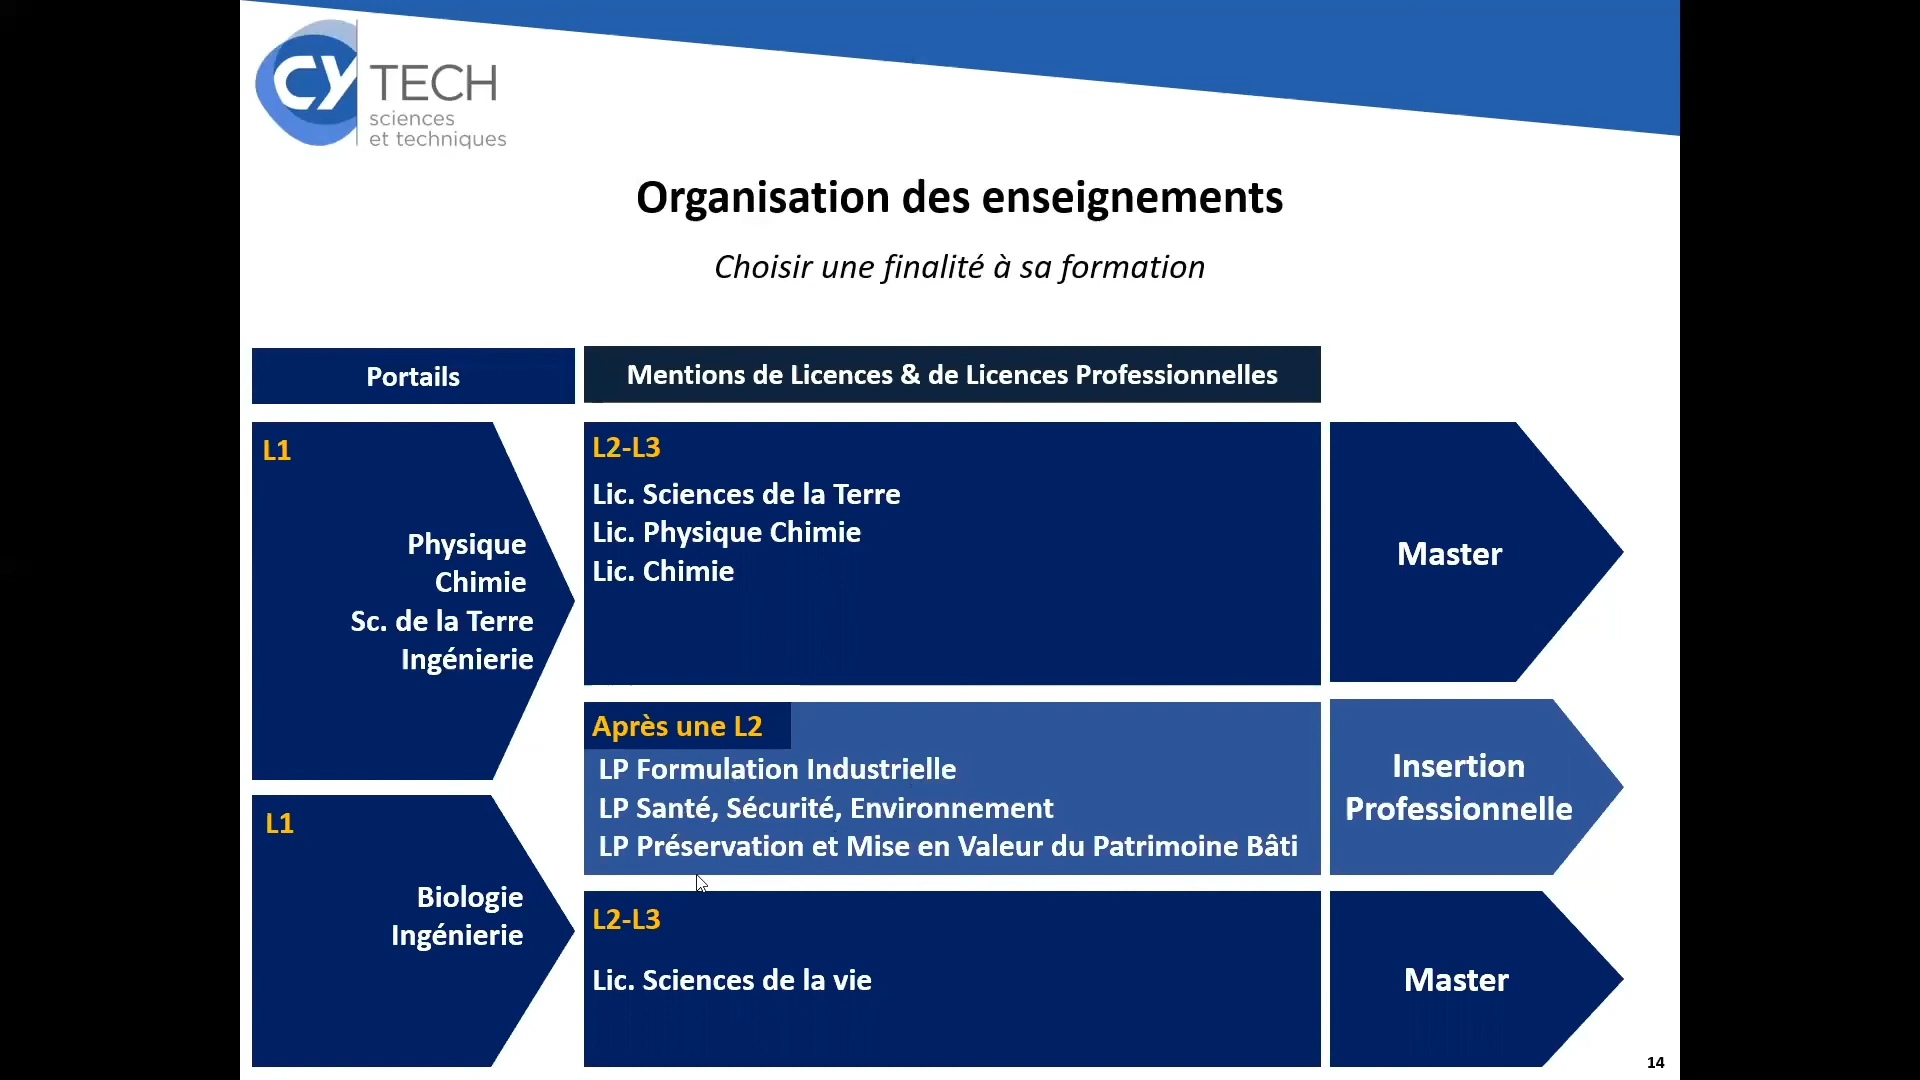 CY TECH
sciences
et techniques
Organisation des enseignements
Choisir une finalité à sa formation
Portails
Mentions de Licences & de Licences Professionnelles
L1
Physique
Chimie
Sc. de la Terre
Ingénierie
L2-L3
Lic. Sciences de la Terre
Lic. Physique Chimie
Lic. Chimie
Master
Après une L2
LP Formulation Industrielle
LP Santé, Sécurité, Environnement
LP Préservation et Mise en Valeur du Patrimoine Bâti
Insertion
Professionnelle
L1
Biologie
Ingénierie
L2-L3
Lic. Sciences de la vie
Master
14